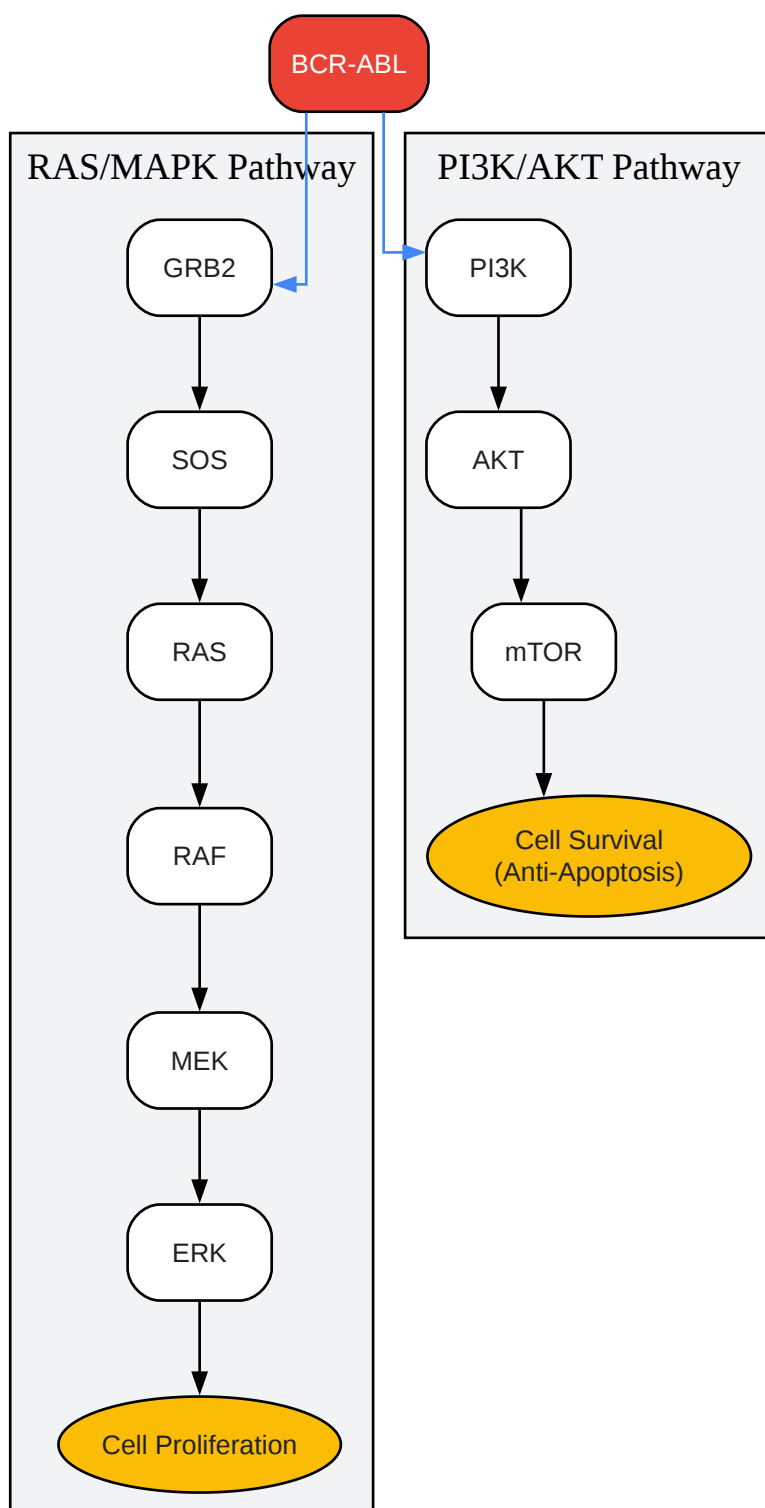 BCR-ABL
RAS/MAPK Pathway
GRB2
SOS
RAS
RAF
MEK
ERK
Cell Proliferation
PI3K/AKT Pathway
PI3K
AKT
mTOR
Cell Survival
(Anti-Apoptosis)